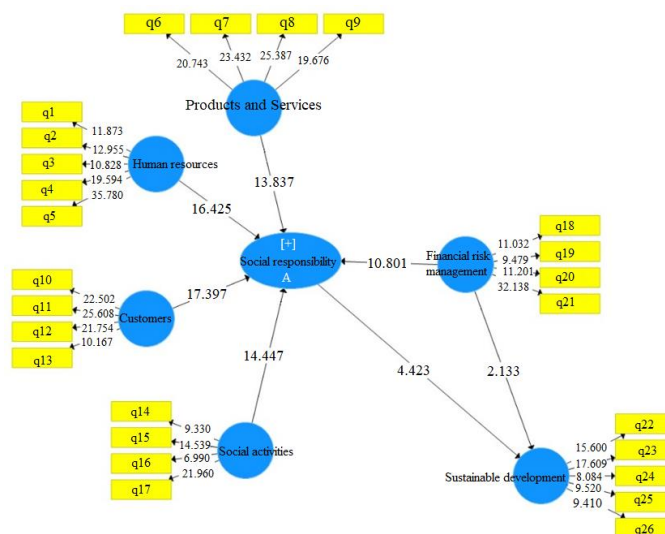 q6
q7
q8
q9
20.743
23.432
25.387
19.676
Products and Services
q1
q2
q3
q4
q5
11.873
12.955
10.828
19.594
35.780
Human resources
13.837
16.425
[+]
Social responsibility
A
10.801
Financial risk
management
11.032
9.479
11.201
32.138
q18
q19
q20
q21
q10
q11
q12
q13
22.502
25.608
21.754
10.167
Customers
17.397
14.447
4.423
2.133
q14
q15
q16
q17
9.330
14.539
6.990
21.960
Social activities
Sustainable development
15.600
17.609
8.084
9.520
9.410
q22
q23
q24
q25
q26